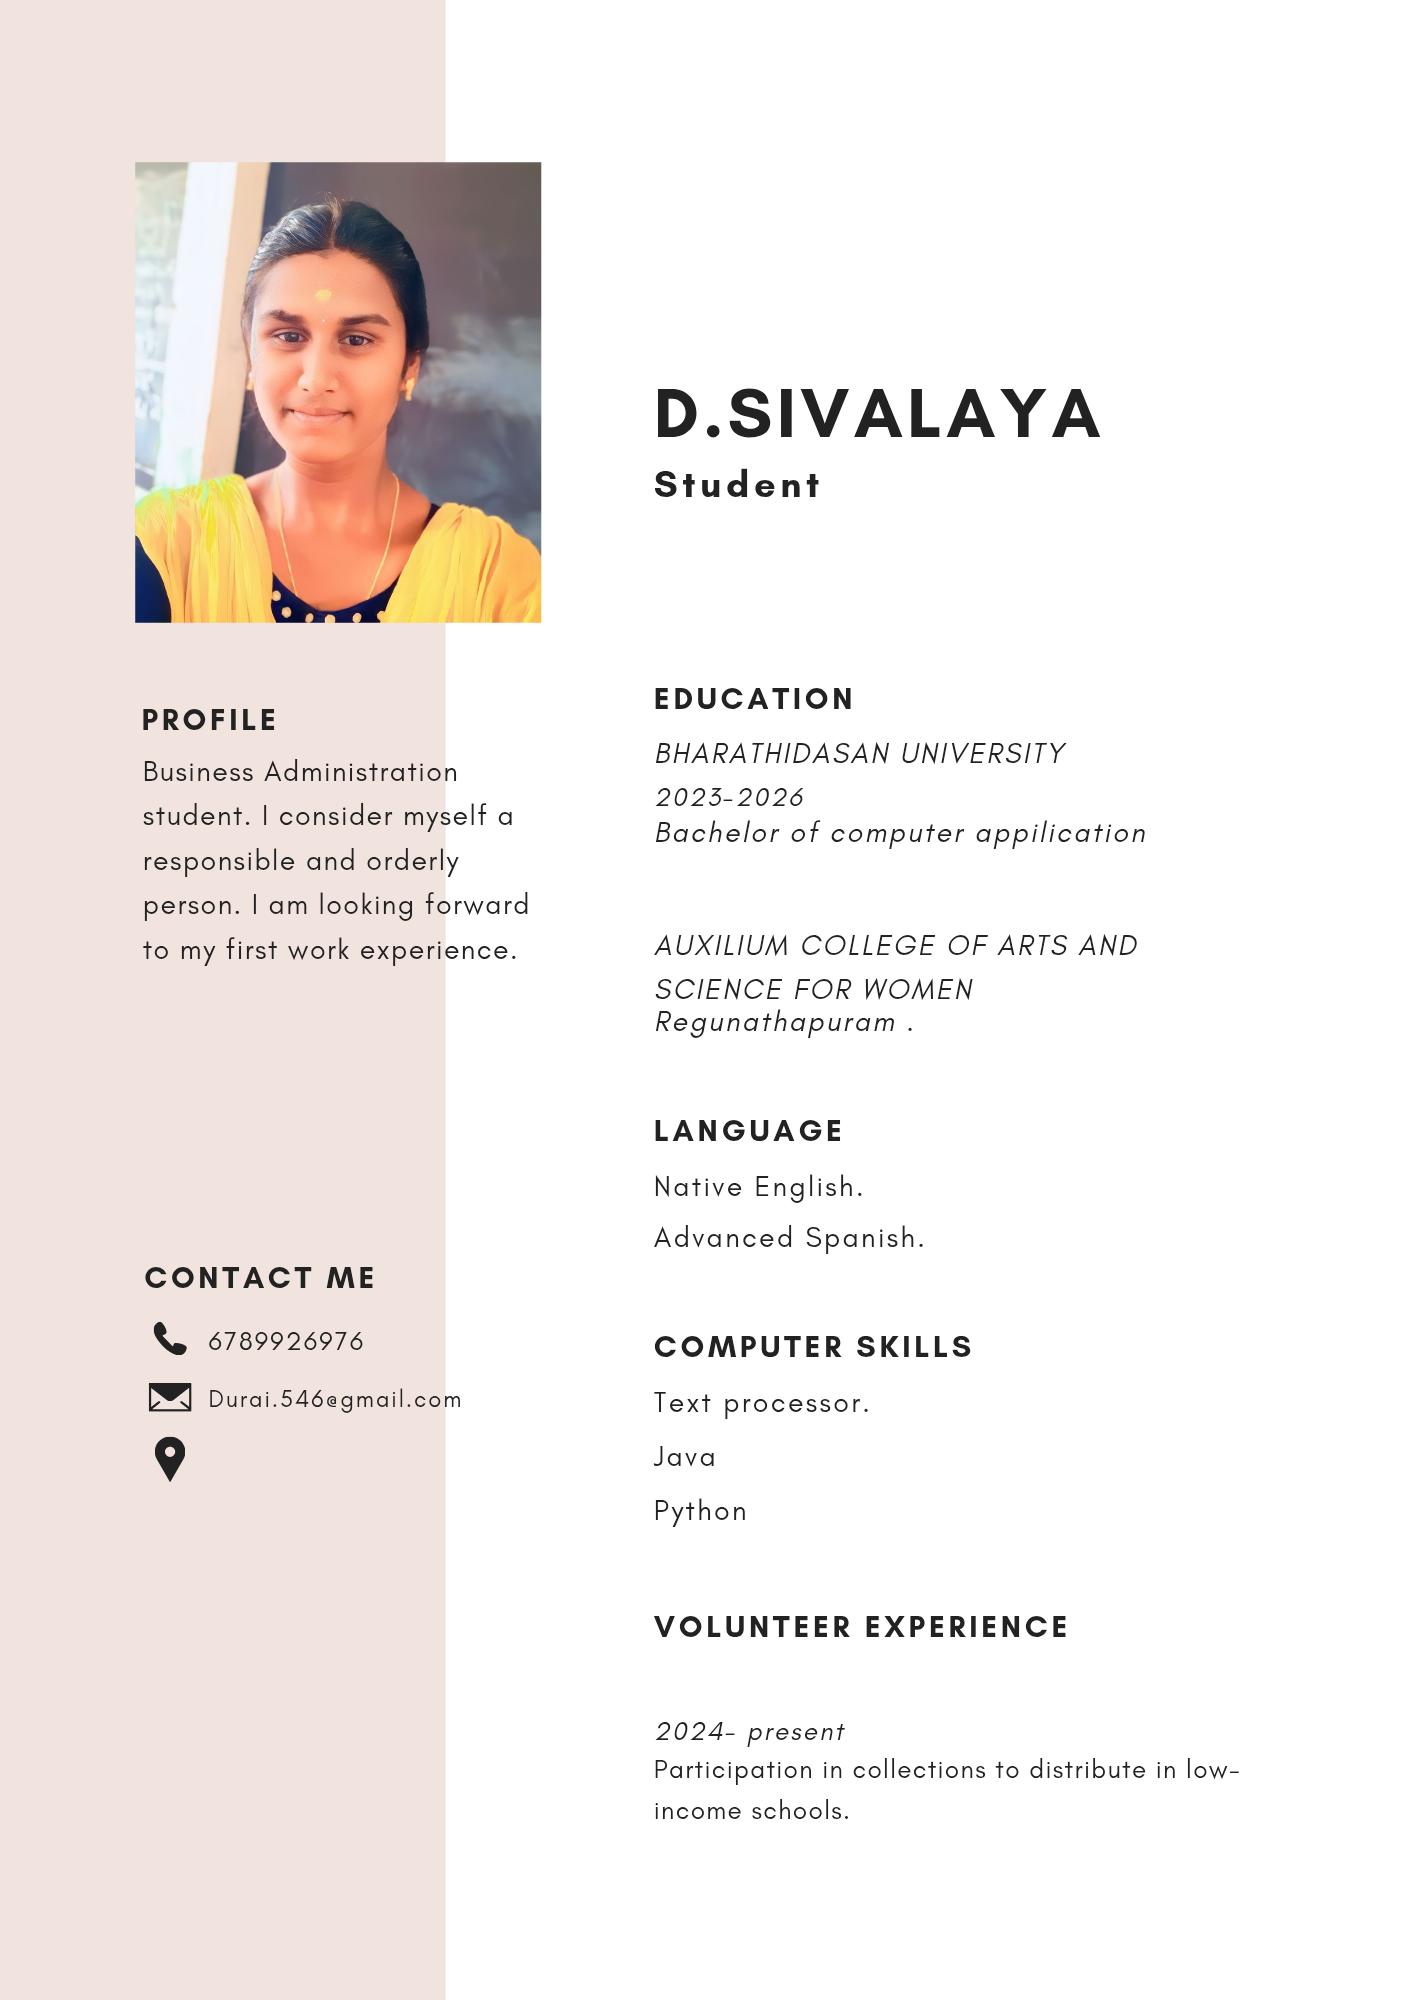 D.SIVALAYA
Student
PROFILE
Business Administration
student. I consider myself a
responsible and orderly
person. I am looking forward
to my first work experience.
CONTACT ME
6789926976
Durai.546@gmail.com
EDUCATION
BHARATHIDASAN UNIVERSITY
2023-2026
Bachelor of computer appilication
AUXILIUM COLLEGE OF ARTS AND
SCIENCE FOR WOMEN
Regunathapuram .
LANGUAGE
Native English.
Advanced Spanish.
COMPUTER SKILLS
Text processor.
Java
Python
VOLUNTEER EXPERIENCE
2024- present
Participation in collections to distribute in low-
income schools.